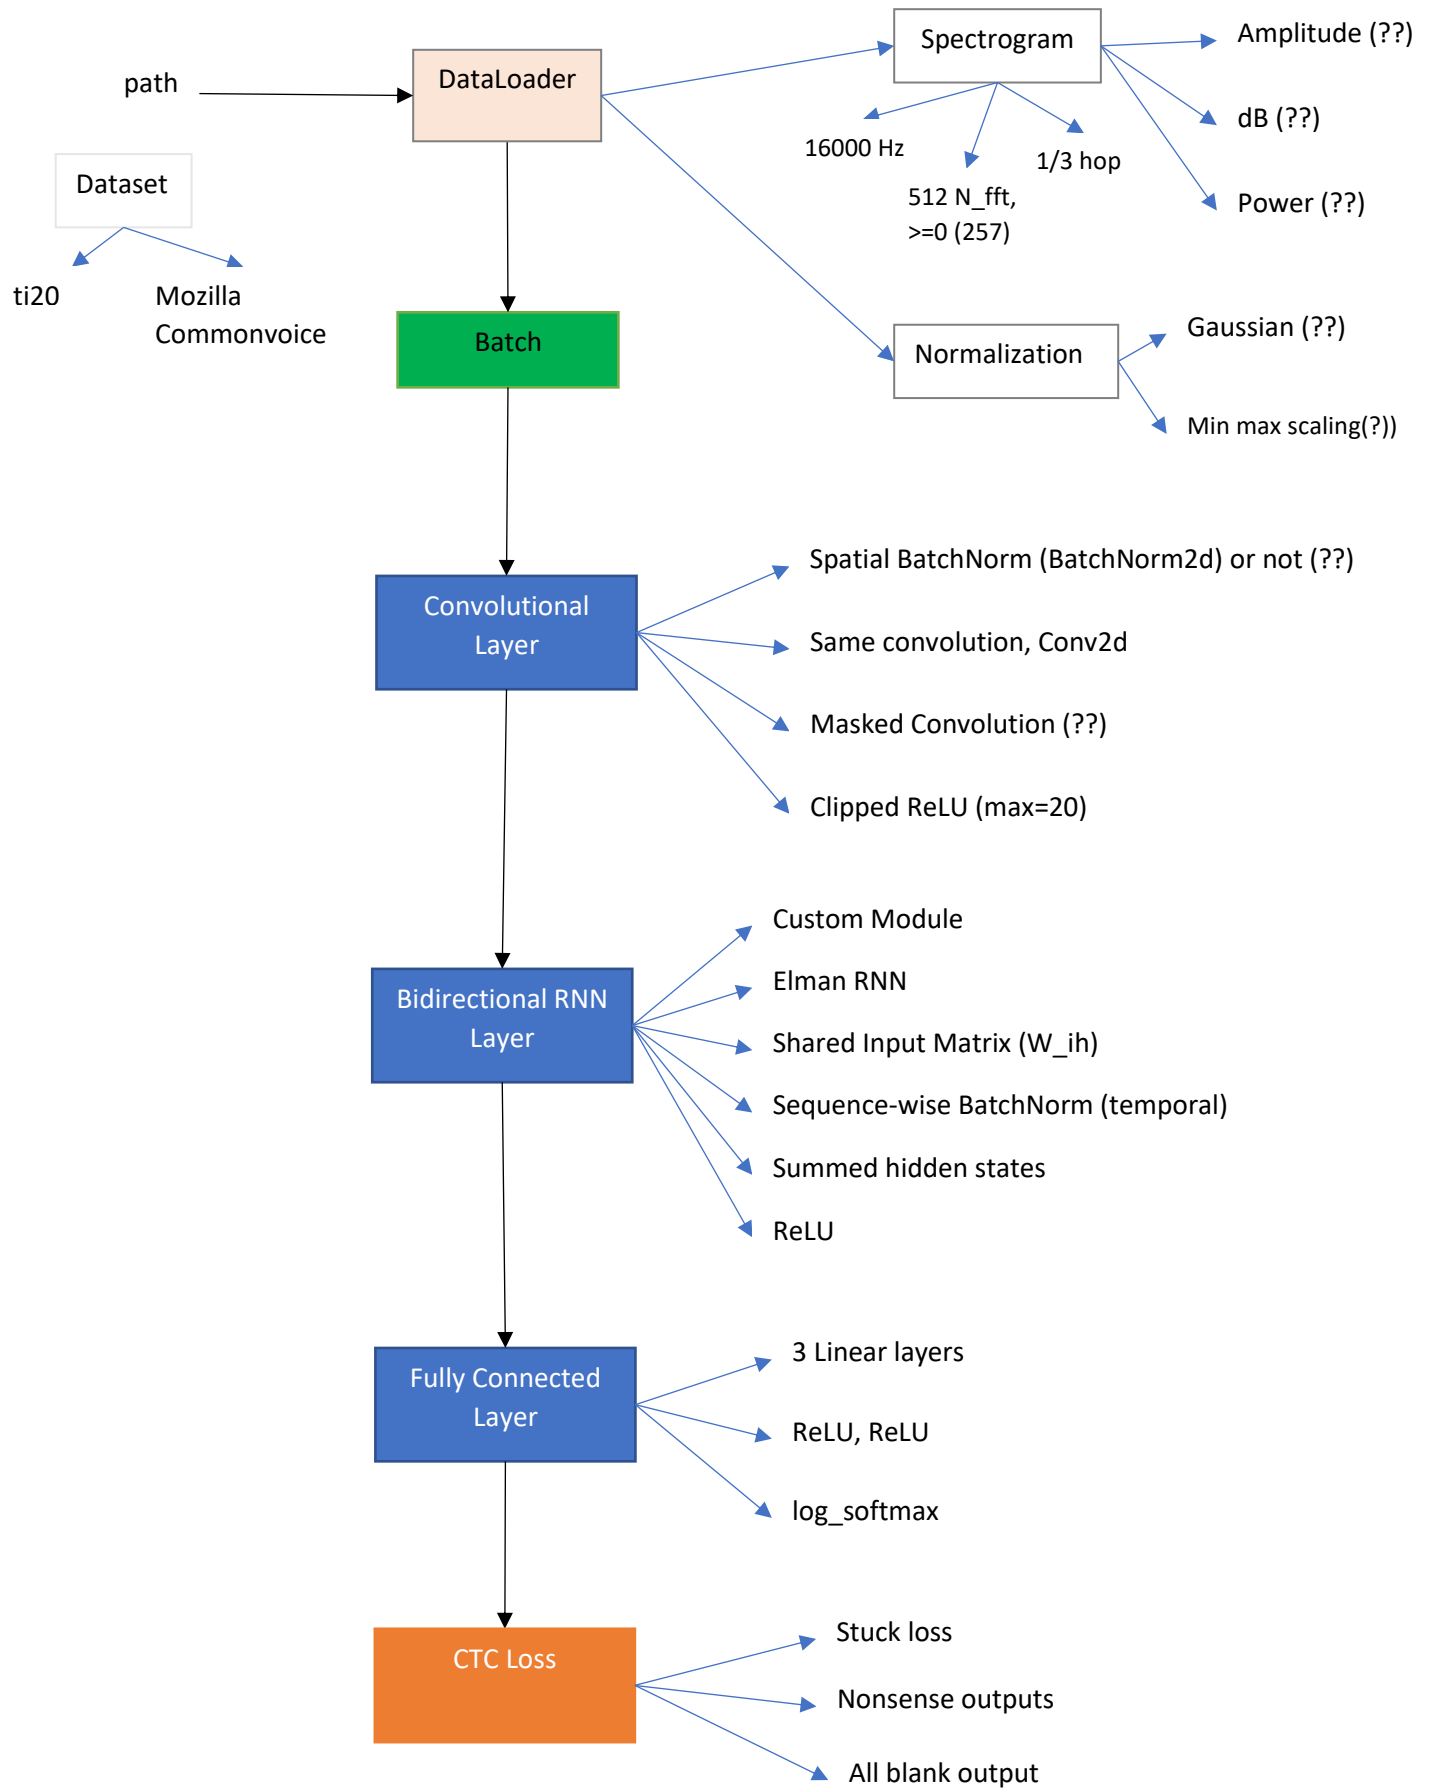 path
DataLoader
Spectrogram
Amplitude (??)
dB (??)
Power (??)
16000 Hz
512 N_fft,
>=0 (257)
1/3 hop
Dataset
ti20
Mozilla
Commonvoice
Batch
Normalization
Gaussian (??)
Min max scaling(?))
Convolutional
Layer
Spatial BatchNorm (BatchNorm2d) or not (??)
Same convolution, Conv2d
Masked Convolution (??)
Clipped ReLU (max=20)
Bidirectional RNN
Layer
Custom Module
Elman RNN
Shared Input Matrix (W_ih)
Sequence-wise BatchNorm (temporal)
Summed hidden states
ReLU
Fully Connected
Layer
3 Linear layers
ReLU, ReLU
log_softmax
CTC Loss
Stuck loss
Nonsense outputs
All blank output